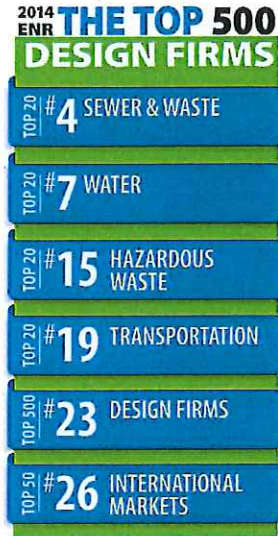 2014 THE TOP 500
ENR
DESIGN FIRMS
TOP 20 #4 SEWER & WASTE
TOP 20 #7 WATER
TOP 20 #15 HAZARDOUS
WASTE
TOP 20 #19 TRANSPORTATION
TOP 500 #23 DESIGN FIRMS
TOP 50 #26 INTERNATIONAL
MARKETS